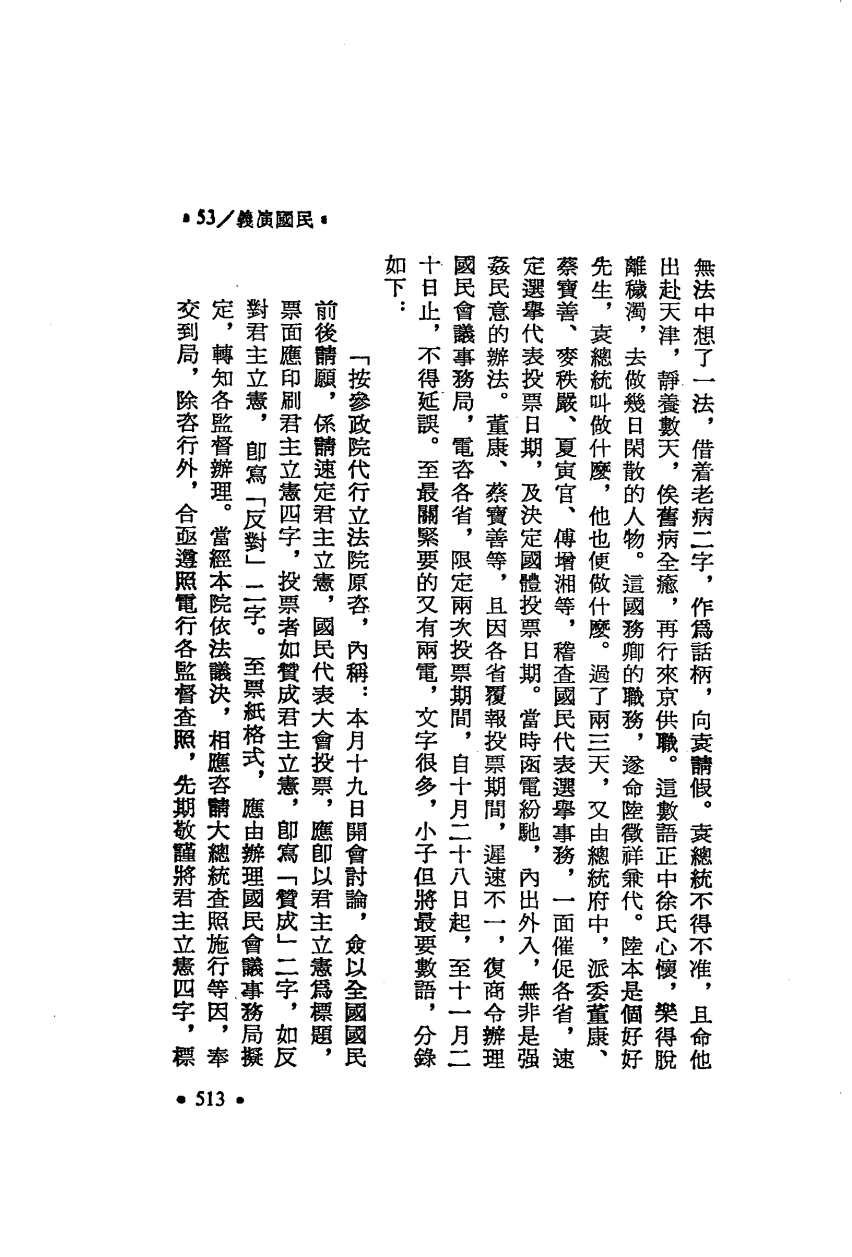 •53/義演國民•
無法中想了一法，借着老病二字，作爲話柄，向袁請假。袁總統不得不准，且命他
出赴天津，靜養數天，俟舊病全癒，再行來京供職。這數語正中徐氏心懷，樂得脫
離穢濁，去做幾日閑散的人物。這國務卿的職務，遂命陸徵祥兼代。陸本是個好好
先生，袁總統叫做什麼，他也便做什麼。過了兩三天，又由總統府中，派委董康、
蔡寶善、麥秩嚴、夏寅官、傅增湘等，稽查國民代表選舉事務，一面催促各省，速
定選舉代表投票日期，及決定國體投票日期。當時函電紛馳，內出外入，無非是强
姦民意的辦法。董康、蔡寶善等，且因各省覆報投票期間，遲速不一，復商令辦理
國民會議事務局，電咨各省，限定兩次投票期間，自十月二十八日起，至十一月二
十日止，不得延誤。至最關緊要的又有兩電，文字很多，小子但將最要數語，分錄
如下：
「按參政院代行立法院原咨，內稱：本月十九日開會討論，僉以全國國民
前後請願，係請速定君主立憲，國民代表大會投票，應卽以君主立憲爲標題，
票面應印刷君主立憲四字，投票者如贊成君主立憲，卽寫「贊成」二字，如反
對君主立憲，卽寫「反對」二字。至票紙格式，應由辦理國民會議事務局擬
定，轉知各監督辦理。當經本院依法議決，相應咨請大總統查照施行等因，奉
交到局，除咨行外，合亟遵照電行各監督查照，先期敬謹將君主立憲四字，標
•513•